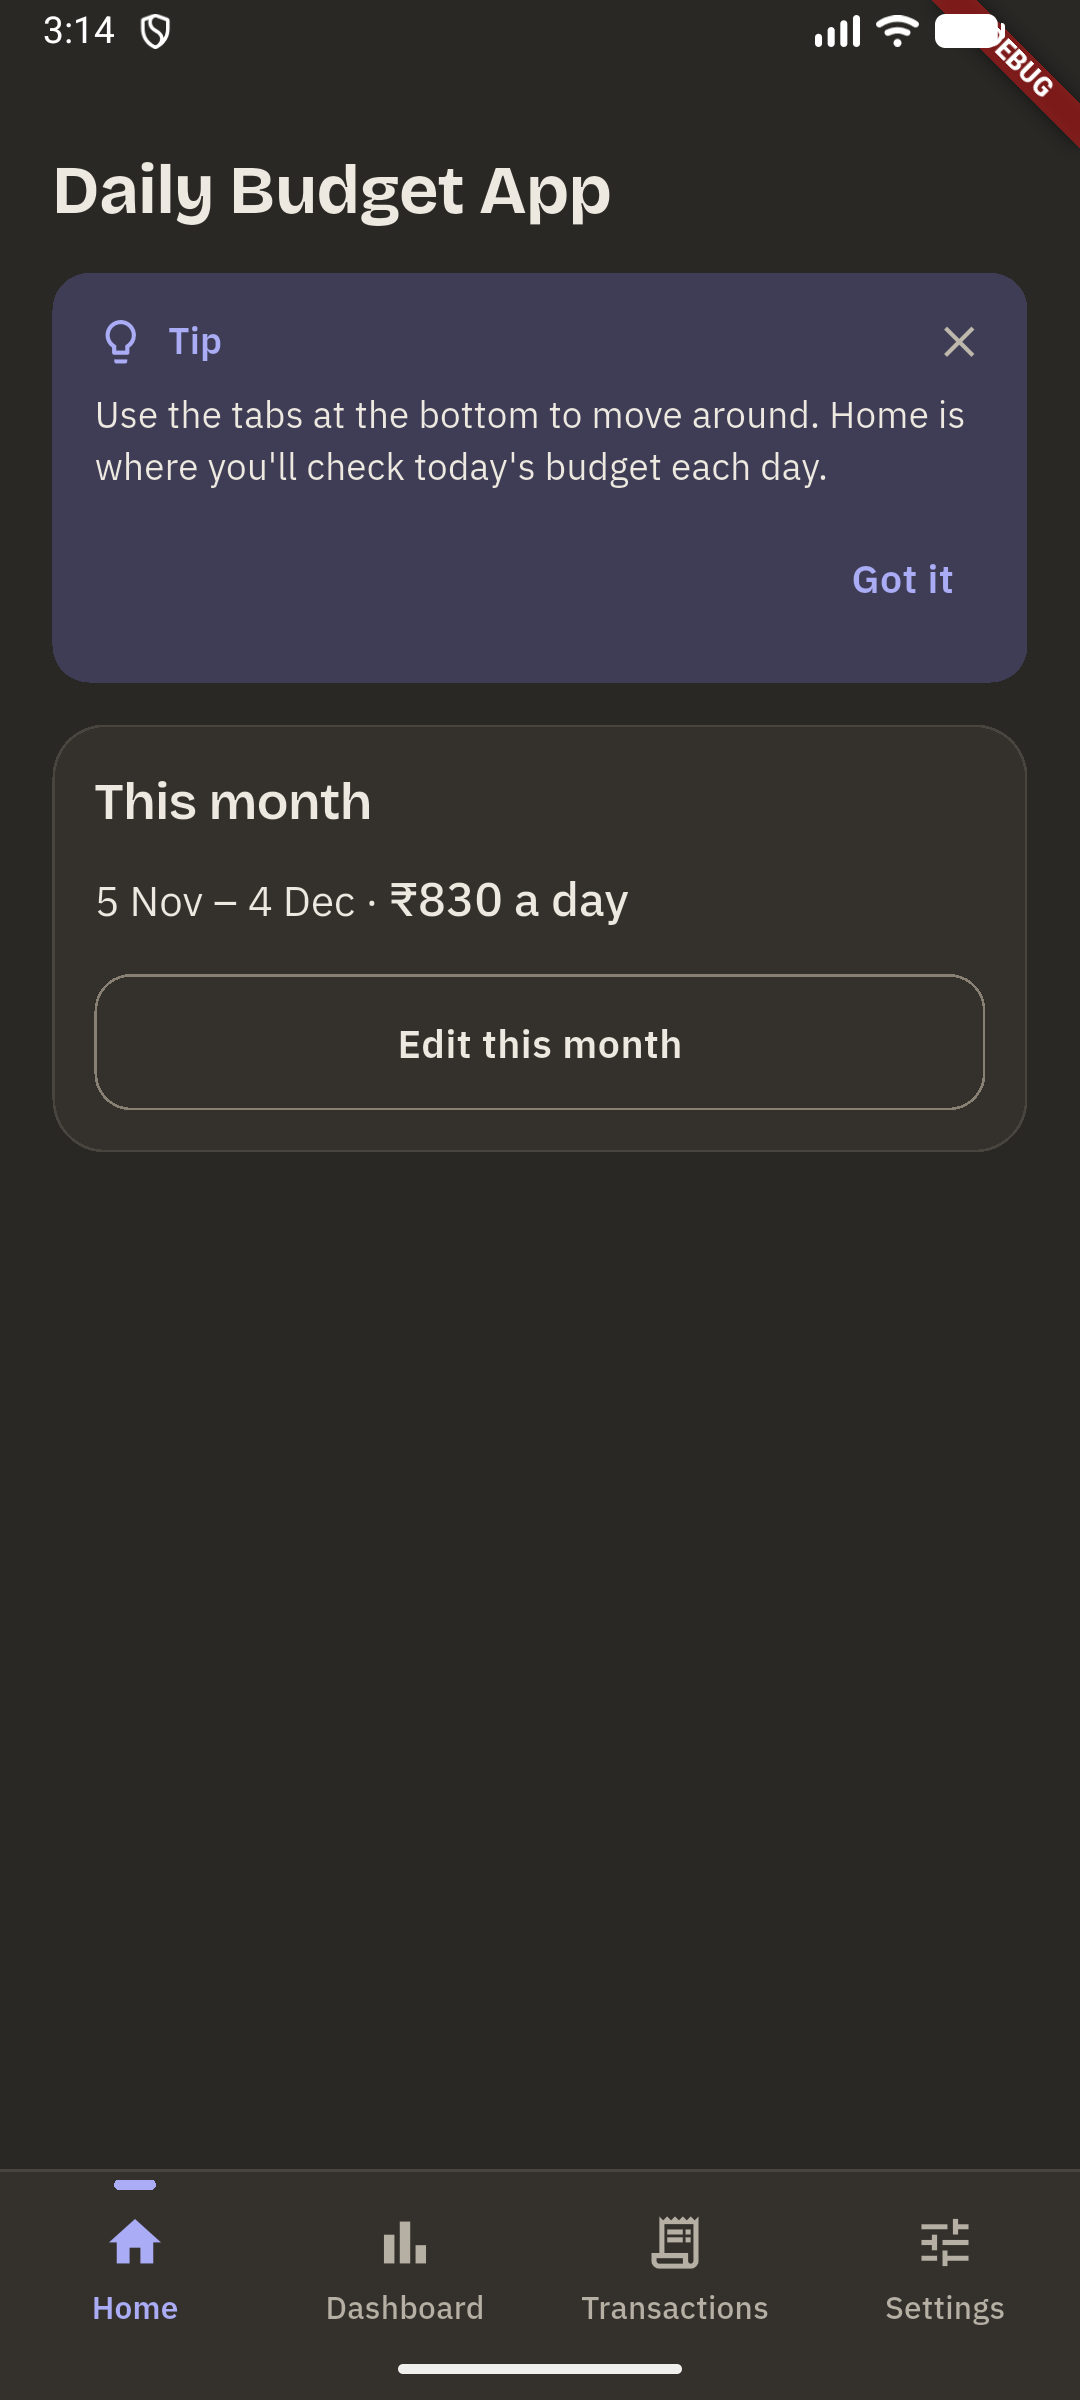 3:14
DEBUG
Daily Budget App
Tip
Use the tabs at the bottom to move around. Home is
where you'll check today's budget each day.
Got it
This month
5 Nov – 4 Dec · ₹830 a day
Edit this month
Home
Dashboard
Transactions
Settings